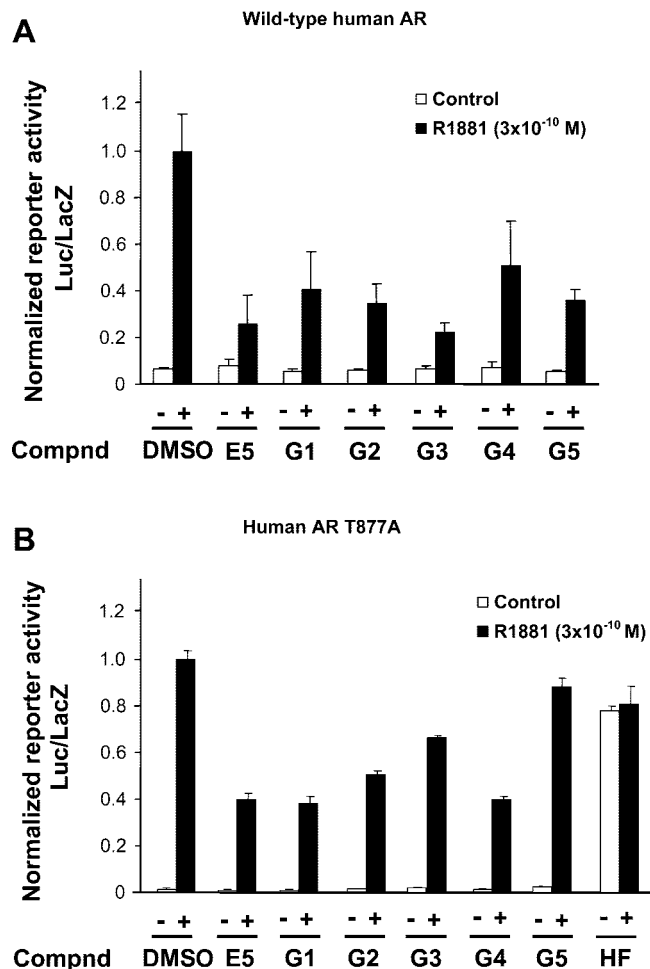 A
Wild-type human AR
Normalized reporter activity
Luc/LacZ
1.2
1.0
0.8
0.6
0.4
0.2
0
Control
R1881 (3x10⁻¹⁰ M)
- + - + - + - + - + - + - +
Compnd DMSO E5 G1 G2 G3 G4 G5
B
Human AR T877A
Normalized reporter activity
Luc/LacZ
1.2
1.0
0.8
0.6
0.4
0.2
0
Control
R1881 (3x10⁻¹⁰ M)
- + - + - + - + - + - + - + - +
Compnd DMSO E5 G1 G2 G3 G4 G5 HF